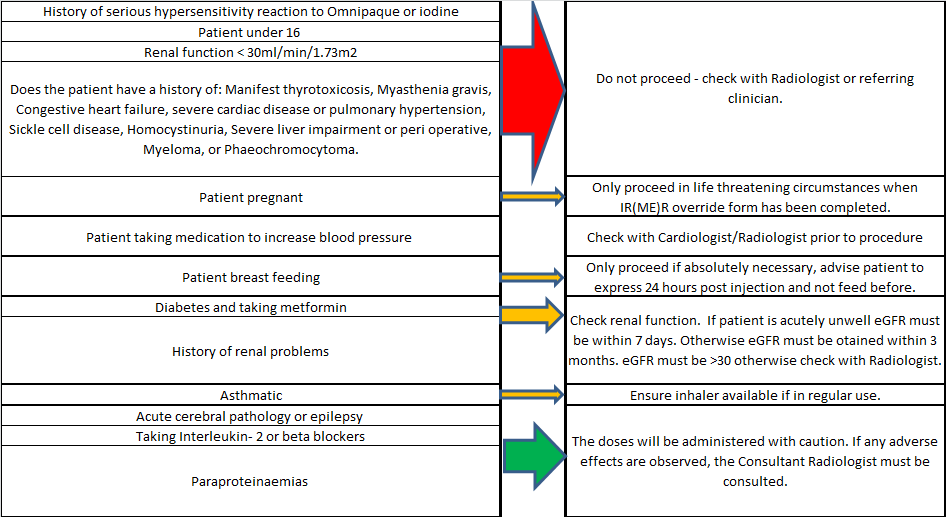 History of serious hypersensitivity reaction to Omnipaque or iodine
Patient under 16
Renal function < 30ml/min/1.73m2
Does the patient have a history of: Manifest thyrotoxicosis, Myasthenia gravis,
Congestive heart failure, severe cardiac disease or pulmonary hypertension,
Sickle cell disease, Homocystinuria, Severe liver impairment or peri operative,
Myeloma, or Phaeochromocytoma.
Do not proceed - check with Radiologist or referring
clinician.
Patient pregnant
Only proceed in life threatening circumstances when
IR(ME)R override form has been completed.
Patient taking medication to increase blood pressure
Check with Cardiologist/Radiologist prior to procedure
Patient breast feeding
Only proceed if absolutely necessary, advise patient to
express 24 hours post injection and not feed before.
Diabetes and taking metformin
History of renal problems
Check renal function.  If patient is acutely unwell eGFR must
be within 7 days. Otherwise eGFR must be otained within 3
months. eGFR must be >30 otherwise check with Radiologist.
Asthmatic
Ensure inhaler available if in regular use.
Acute cerebral pathology or epilepsy
Taking Interleukin- 2 or beta blockers
Paraproteinaemias
The doses will be administered with caution. If any adverse
effects are observed, the Consultant Radiologist must be
consulted.